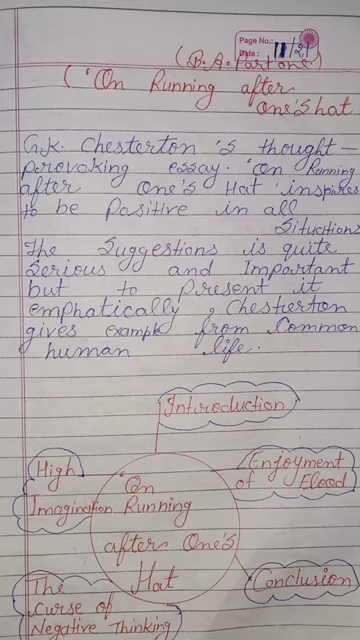 Page No.:
Date: 11/21
(B.A. Part one)
("On Running after
one's hat
G.K. Chesterton 's thought –
provoking essay. "On Running
after one's Hat' inspires
to be Positive in all
Situations
The Suggestions is quite
Serious and Important
but to present it
emphatically, Chesterton
gives example from Common
human life.
Introduction
High
Imagination
Enjoyment
of Flood
"On
Running
after One's
Hat
Conclusion
The
Curse of
Negative Thinking